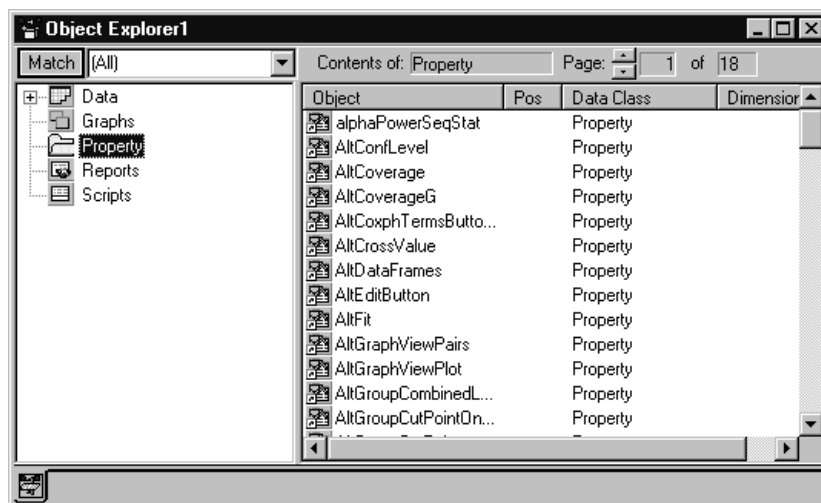 Object Explorer1
Match (All) Contents of: Property Page: 1 of 18
Data
Graphs
Property
Reports
Scripts
Object Pos Data Class Dimension
alphaPowerSeqStat Property
AltConfLevel Property
AltCoverage Property
AltCoverageG Property
AltCoxphTermsButto... Property
AltCrossValue Property
AltDataFrames Property
AltEditButton Property
AltFit Property
AltGraphViewPairs Property
AltGraphViewPlot Property
AltGroupCombinedL... Property
AltGroupCutPointOn... Property